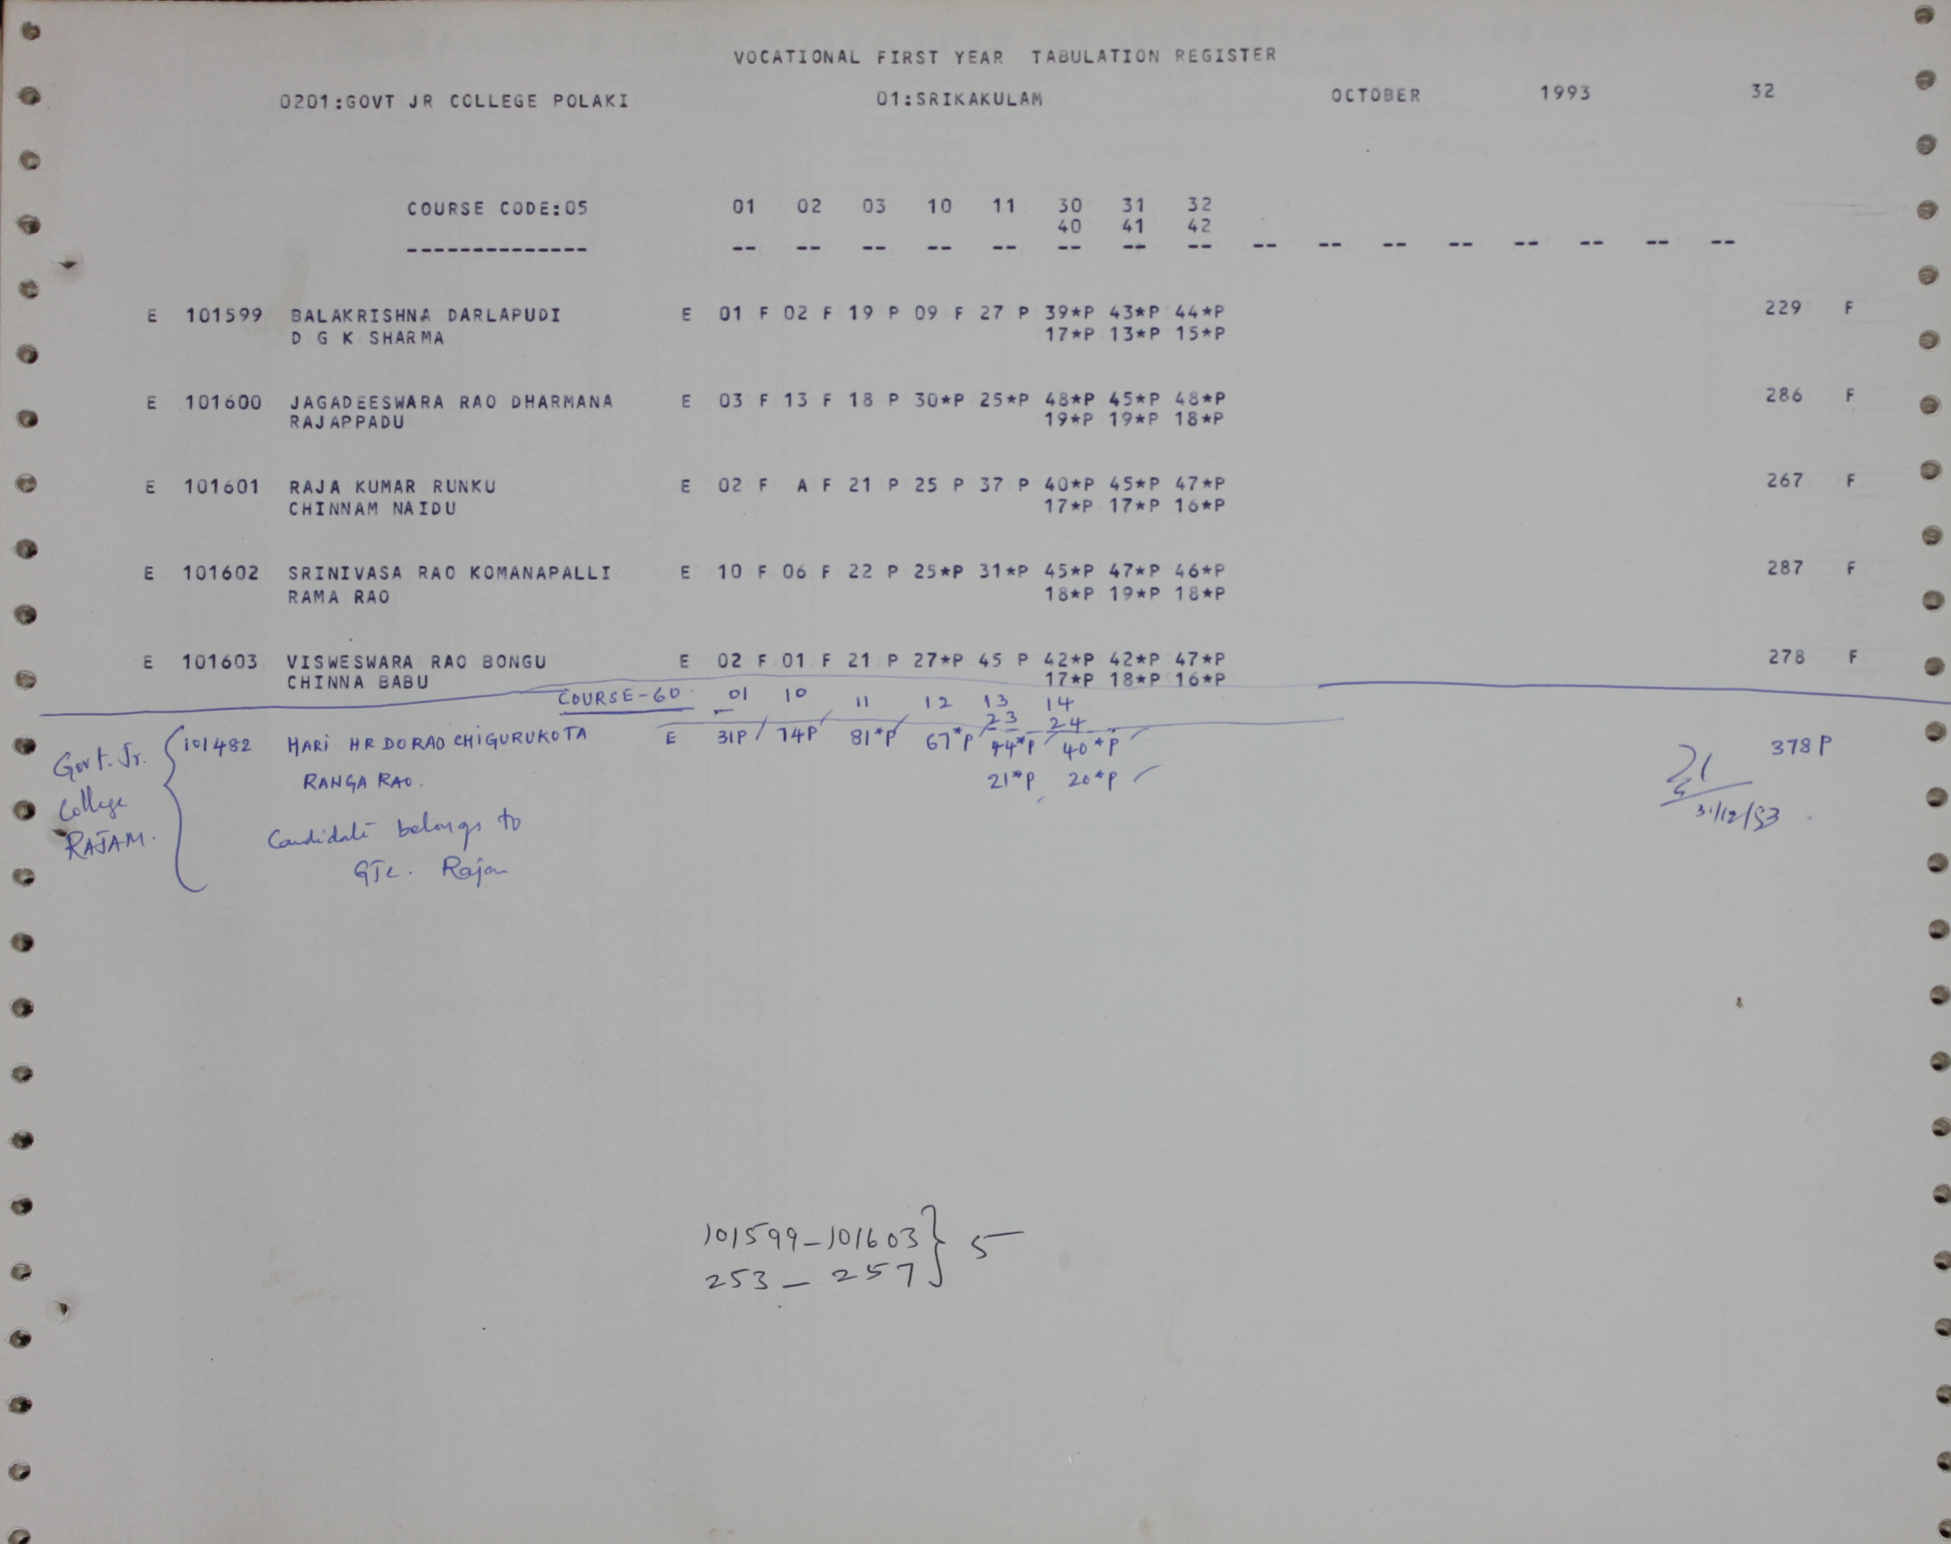 VOCATIONAL FIRST YEAR TABULATION REGISTER
0201:GOVT JR COLLEGE POLAKI 01:SRIKAKULAM OCTOBER 1993 32
COURSE CODE:05 01 02 03 10 11 30 31 32
40 41 42
-------------- -- -- -- -- -- -- -- -- -- -- -- -- -- -- -- --
E 101599 BALAKRISHNA DARLAPUDI E 01 F 02 F 19 P 09 F 27 P 39*P 43*P 44*P 229 F
D G K SHARMA 17*P 13*P 15*P
E 101600 JAGADEESWARA RAO DHARMANA E 03 F 13 F 18 P 30*P 25*P 48*P 45*P 48*P 286 F
RAJAPPADU 19*P 19*P 18*P
E 101601 RAJA KUMAR RUNKU E 02 F A F 21 P 25 P 37 P 40*P 45*P 47*P 267 F
CHINNAM NAIDU 17*P 17*P 16*P
E 101602 SRINIVASA RAO KOMANAPALLI E 10 F 06 F 22 P 25*P 31*P 45*P 47*P 46*P 287 F
RAMA RAO 18*P 19*P 18*P
E 101603 VISWESWARA RAO BONGU E 02 F 01 F 21 P 27*P 45 P 42*P 42*P 47*P 278 F
CHINNA BABU 17*P 18*P 16*P
COURSE-60 01 10 11 12 13 14
23 24
Govt. Jr. College RAJAM.
101482 HARI HRDORAO CHIGURUKOTA E 31P 74P 81*P 67*P 44*P 40*P 378 P
RANGA RAO. 21*P 20*P
31/12/93
Candidate belongs to
GJC. Rajam
101599-101603 } 5
253-257